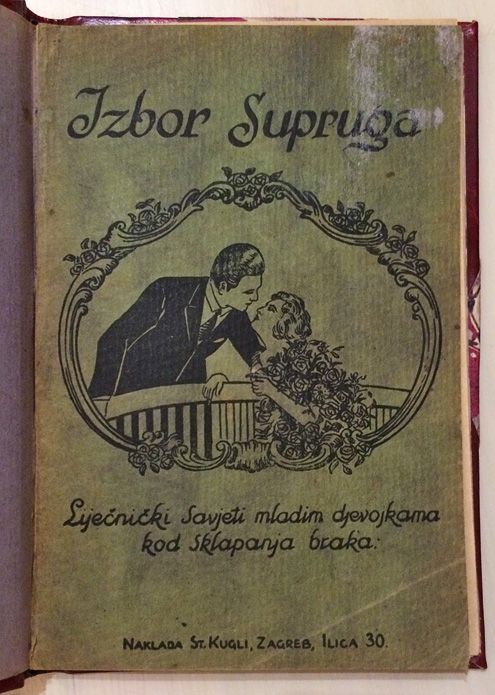 Izbor Supruga
Liječnički Savjeti mladim djevojkama
kod Sklapanja braka:
NAKLADA ST. KUGLI, ZAGREB, ILICA 30.